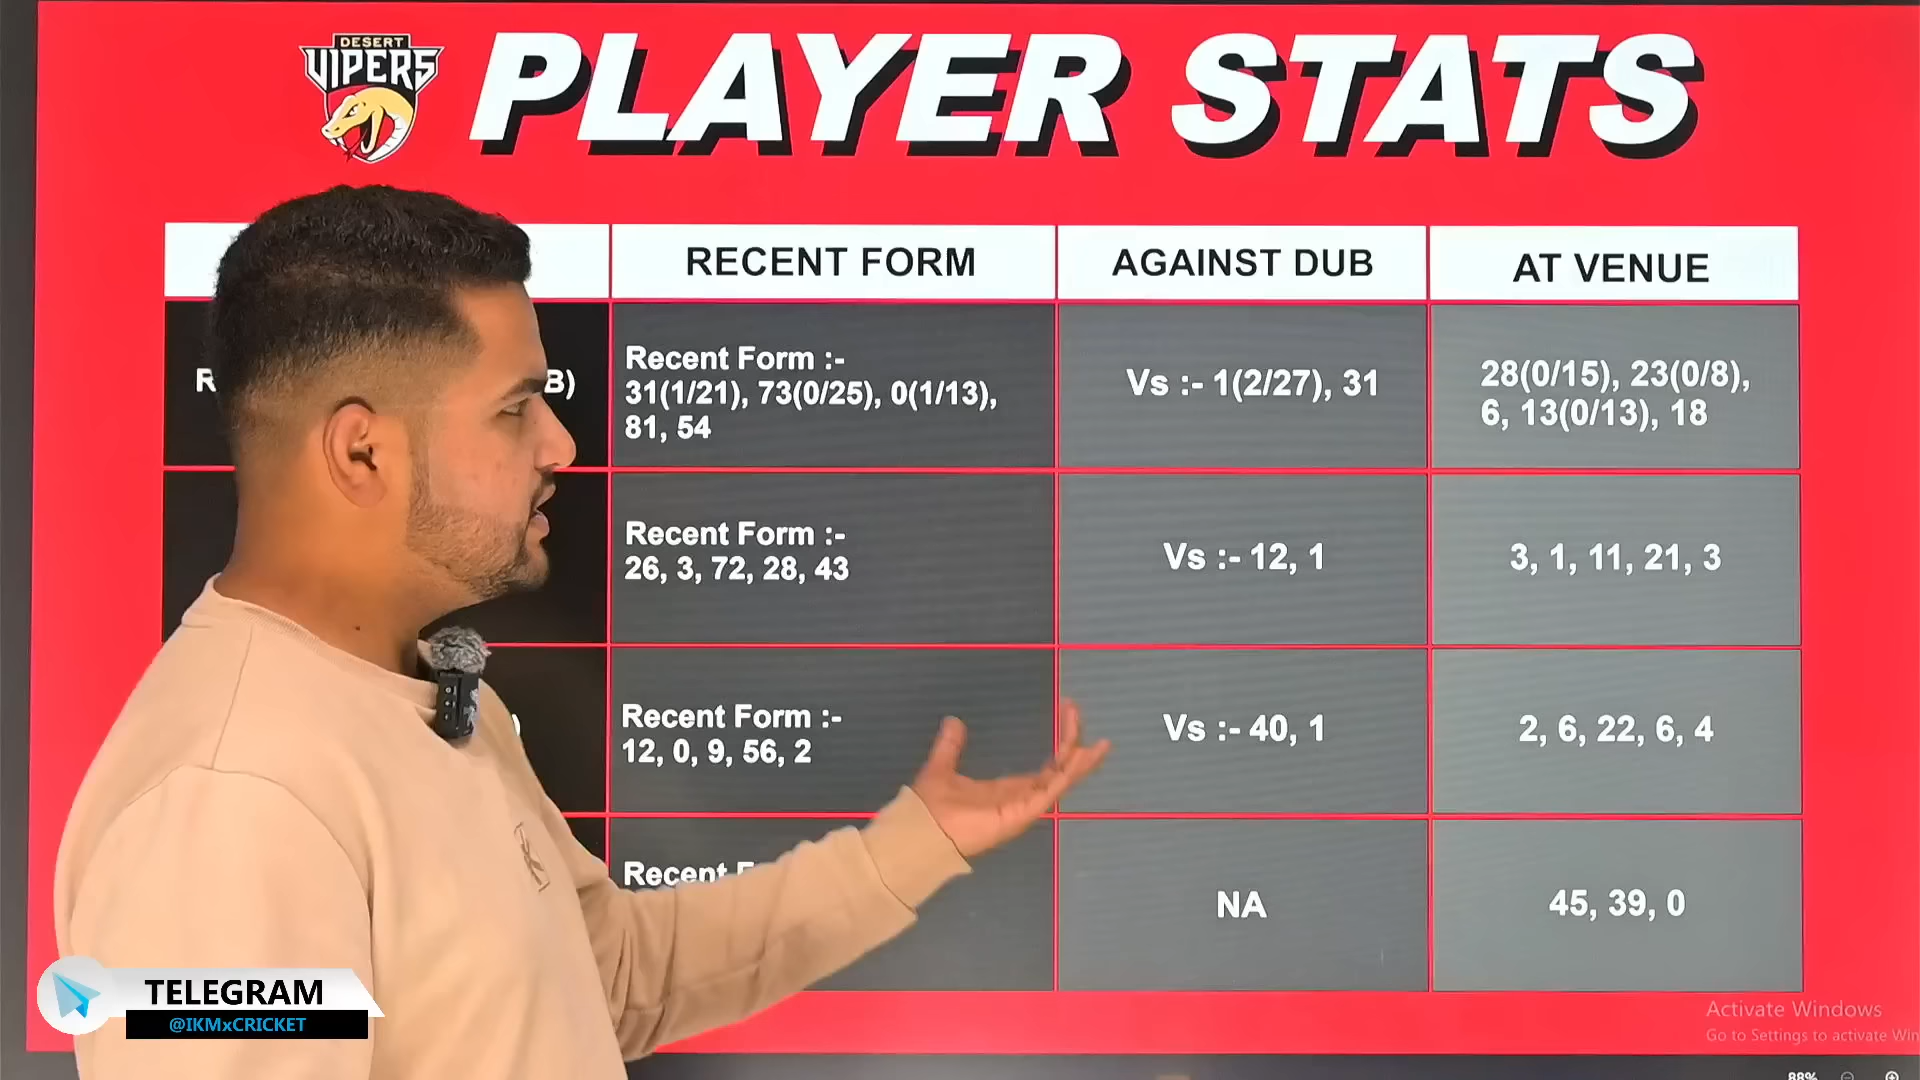 DESERT
VIPERS
PLAYER STATS
RECENT FORM
AGAINST DUB
AT VENUE
R
B)
Recent Form :-
31(1/21), 73(0/25), 0(1/13),
81, 54
Vs :- 1(2/27), 31
28(0/15), 23(0/8),
6, 13(0/13), 18
Recent Form :-
26, 3, 72, 28, 43
Vs :- 12, 1
3, 1, 11, 21, 3
)
Recent Form :-
12, 0, 9, 56, 2
Vs :- 40, 1
2, 6, 22, 6, 4
Recent F
NA
45, 39, 0
TELEGRAM
@IKMxCRICKET
Activate Windows
Go to Settings to activate Win
88%